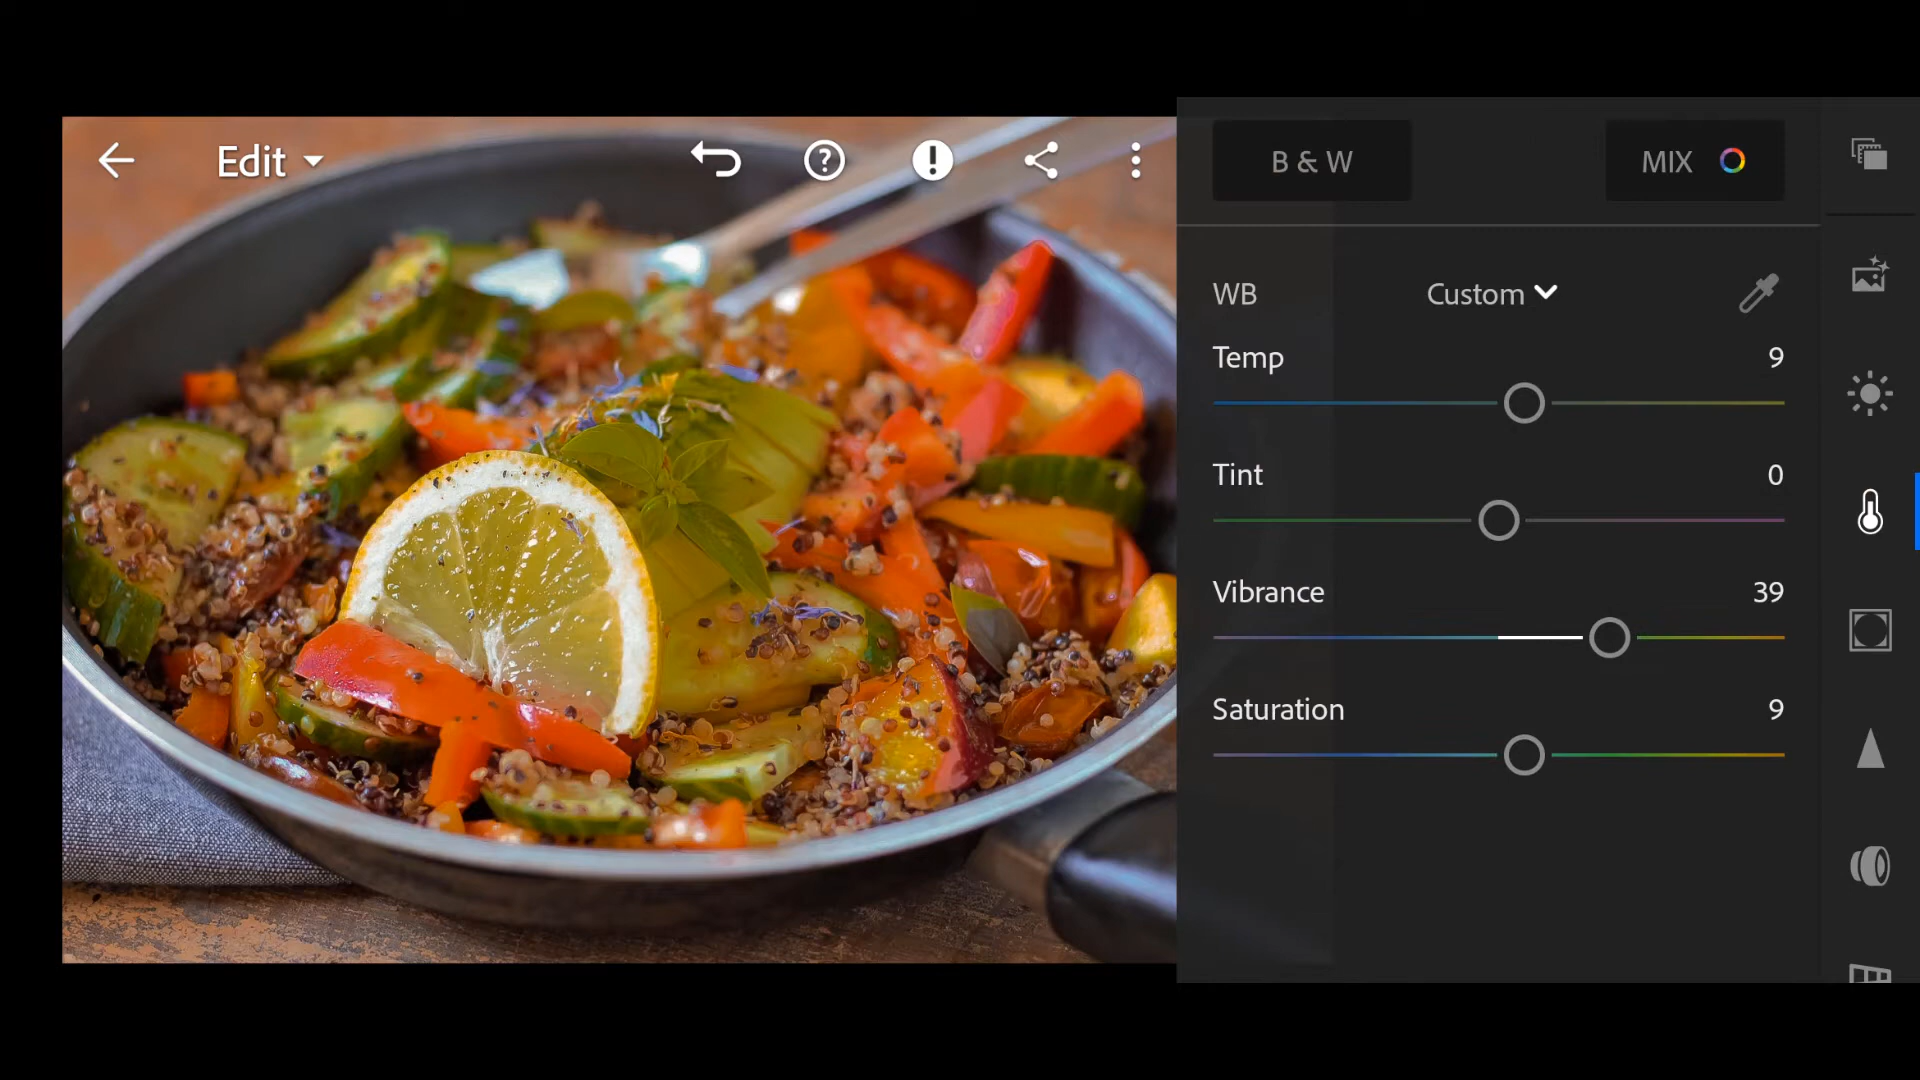 Edit
B & W
MIX
WB
Custom
Temp
9
Tint
0
Vibrance
39
Saturation
9